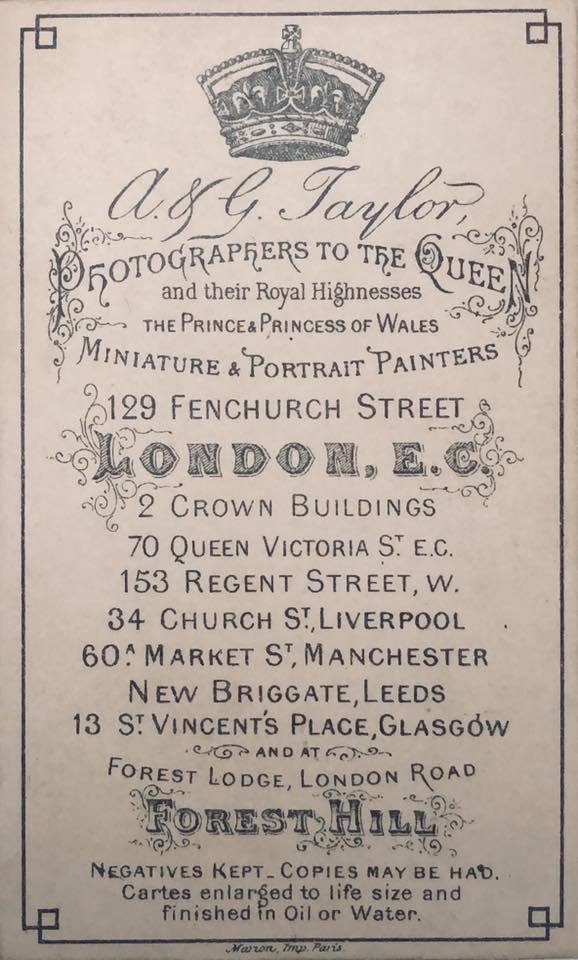 A. & G. Taylor,
PHOTOGRAPHERS TO THE QUEEN
and their Royal Highnesses
THE PRINCE & PRINCESS OF WALES
MINIATURE & PORTRAIT PAINTERS
129 FENCHURCH STREET
LONDON, E.C.
2 CROWN BUILDINGS
70 QUEEN VICTORIA ST. E.C.
153 REGENT STREET, W.
34 CHURCH ST, LIVERPOOL
60A MARKET ST, MANCHESTER
NEW BRIGGATE, LEEDS
13 ST VINCENT'S PLACE, GLASGOW
AND AT
FOREST LODGE, LONDON ROAD
FOREST HILL
NEGATIVES KEPT_ COPIES MAY BE HAD.
Cartes enlarged to life size and
finished in Oil or Water.
Marion, Imp. Paris.